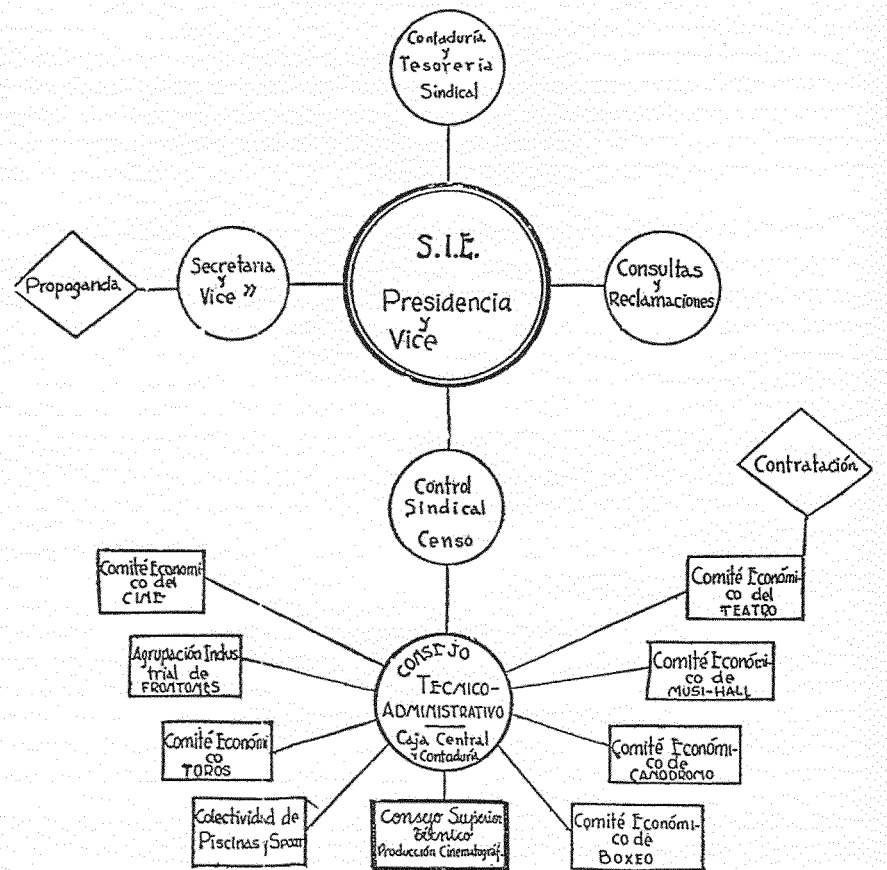 Contaduría
y
Tesorería
Sindical
S.I.E.
Presidencia
y
Vice
Propaganda
Secretaria
y
Vice »
Consultas
y
Reclamaciones
Contratación
Control
Sindical
Censo
Comité Economi-
co del
CINE
Comité Económi-
co del
TEATRO
Agrupación Indus
trial de
FRONTONES
CONSEJO
TECNICO-
ADMINISTRATIVO
Caja Central
y Contaduría
Comité Económi-
co de
MUSI-HALL
Comité Económi
co
TOROS
Comité Económi-
co de
CANODROMO
Colectividad de
Piscinas y Sport
Consejo Superior
Técnico
Producción Cinematográf.
Comité Económi-
co de
BOXEO